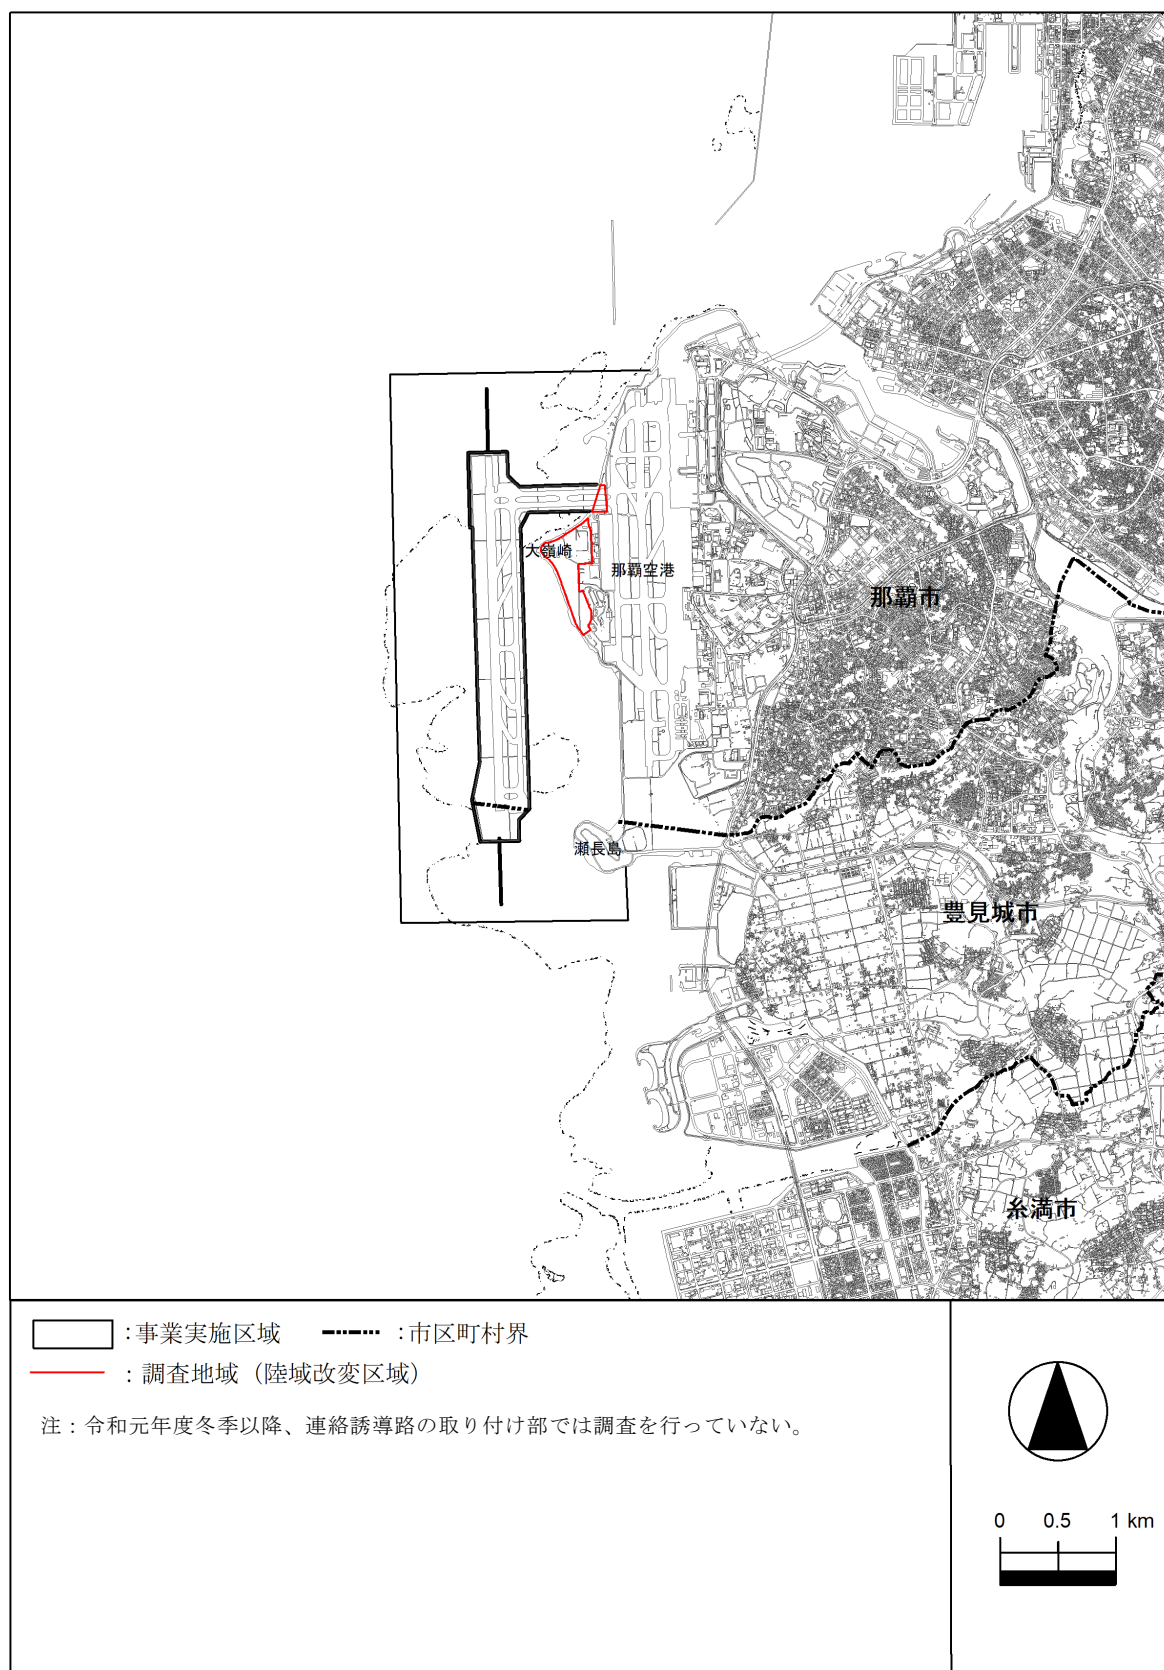 大嶺崎
那覇空港
那覇市
瀬長島
豊見城市
糸満市
：事業実施区域
：市区町村界
：調査地域（陸域改変区域）
注：令和元年度冬季以降、連絡誘導路の取り付け部では調査を行っていない。
0 0.5 1 km